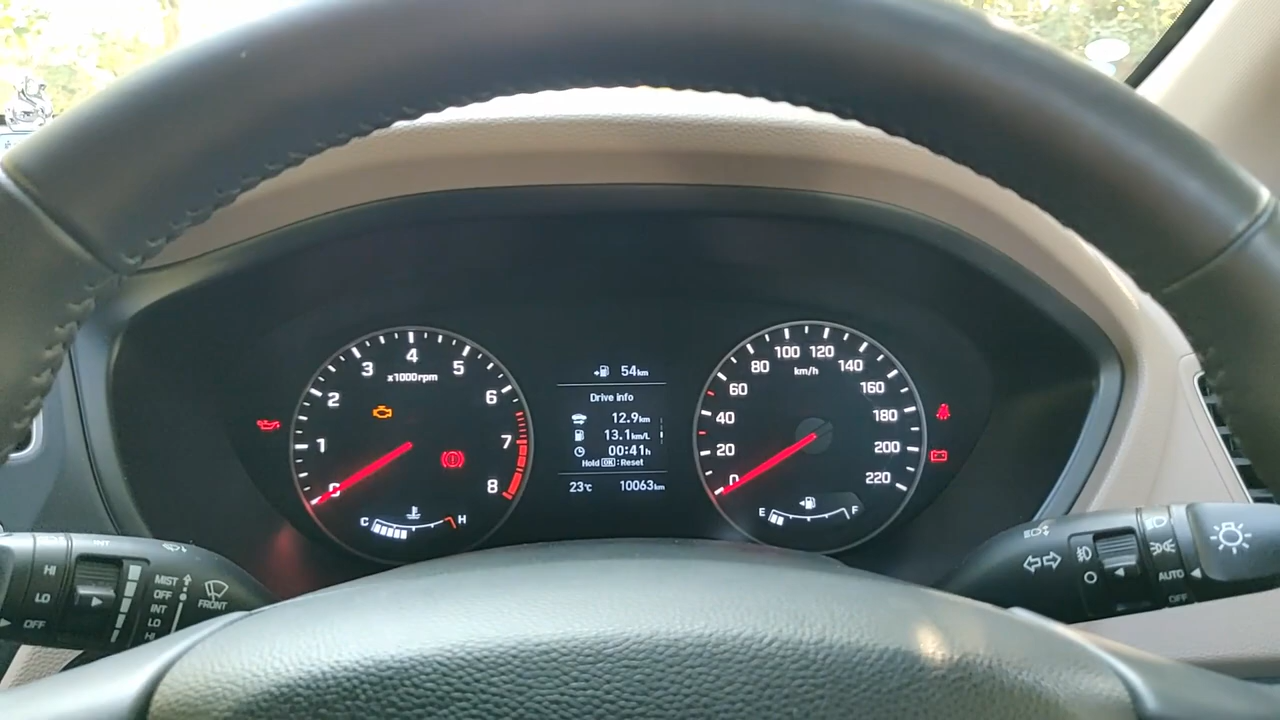 4
3
5
x1000rpm
2
6
1
7
0
8
C
H
54km
Drive info
12.9km
13.1km/L
00:41h
Hold OK : Reset
23°C
10063km
100
120
80
140
km/h
60
160
40
180
20
200
0
220
E
F
INT
HI
LO
OFF
MIST
OFF
INT
LO
HI
FRONT
AUTO
OFF